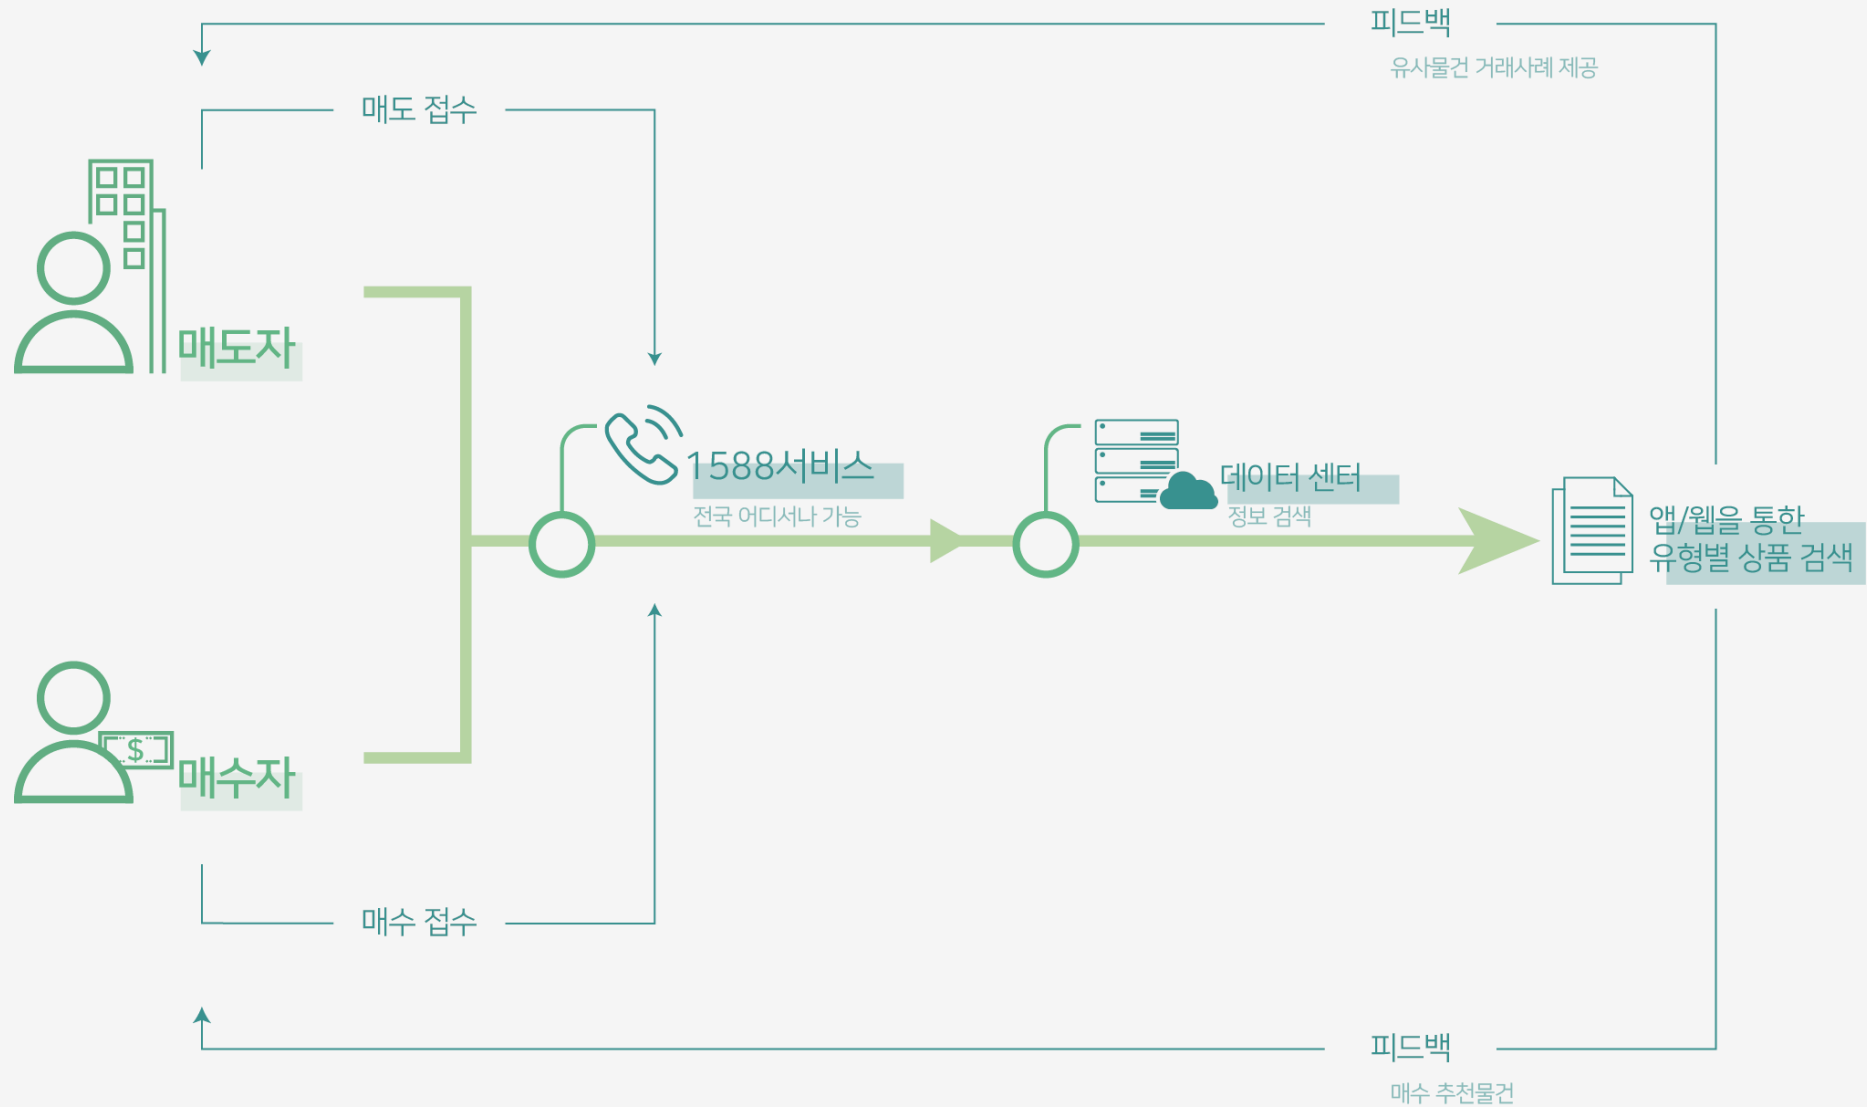 피드백
유사물건 거래사례 제공
매도 접수
매도자
1588서비스
전국 어디서나 가능
데이터 센터
정보 검색
앱/웹을 통한
유형별 상품 검색
$
매수자
매수 접수
피드백
매수 추천물건